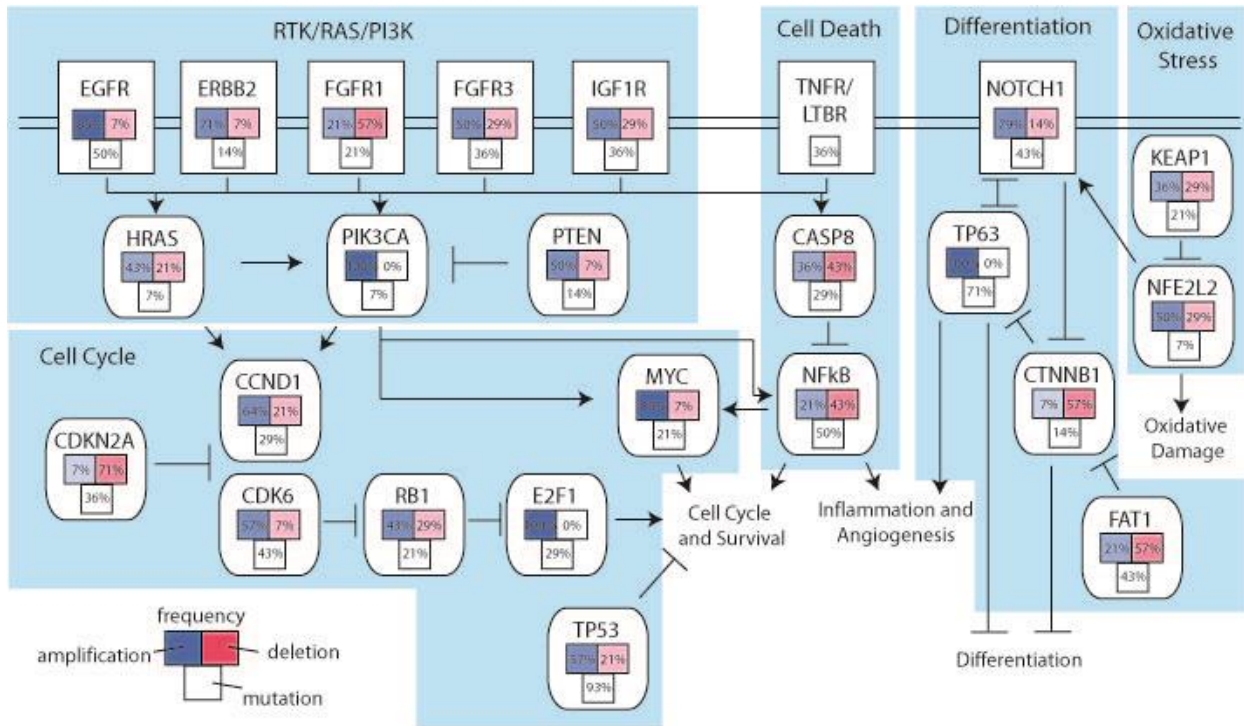 RTK/RAS/PI3K
Cell Death
Differentiation
Oxidative
Stress
EGFR
7%
50%
ERBB2
71% 7%
14%
FGFR1
21% 57%
21%
FGFR3
50% 29%
36%
IGF1R
50% 29%
36%
TNFR/
LTBR
36%
NOTCH1
79% 14%
43%
KEAP1
36% 29%
21%
HRAS
43% 21%
7%
PIK3CA
0%
7%
PTEN
50% 7%
14%
CASP8
36% 43%
29%
TP63
100% 0%
71%
NFE2L2
50% 29%
7%
Cell Cycle
CCND1
64% 21%
29%
MYC
7%
21%
NFkB
21% 43%
50%
CTNNB1
7% 57%
14%
Oxidative
Damage
CDKN2A
7% 71%
36%
CDK6
57% 7%
43%
RB1
43% 29%
21%
E2F1
0%
29%
Cell Cycle
and Survival
Inflammation and
Angiogenesis
FAT1
21% 57%
43%
TP53
57% 21%
93%
Differentiation
frequency
amplification
deletion
mutation